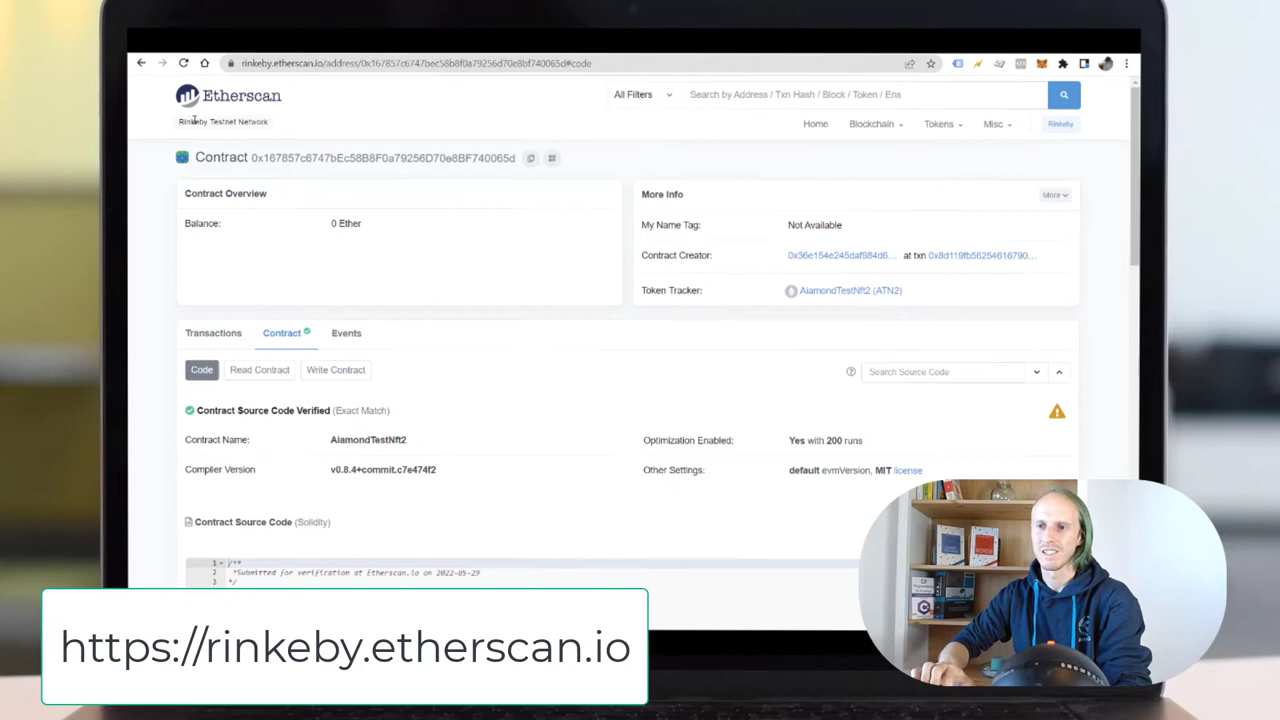 rinkeby.etherscan.io/address/0x167857c6747bec58b8f0a79256d70e8bf740065d#code
Etherscan
Rinkeby Testnet Network
All Filters
Search by Address / Txn Hash / Block / Token / Ens
Home
Blockchain
Tokens
Misc
Rinkeby
Contract 0x167857c6747bEc58B8F0a79256D70e8BF740065d
Contract Overview
Balance:
0 Ether
More Info
More
My Name Tag:
Not Available
Contract Creator:
0x36e154e245daf984d6... at txn 0x8d119fb56254616790...
Token Tracker:
AiamondTestNft2 (ATN2)
Transactions
Contract
Events
Code
Read Contract
Write Contract
Search Source Code
Contract Source Code Verified (Exact Match)
Contract Name:
AiamondTestNft2
Optimization Enabled:
Yes with 200 runs
Compiler Version
v0.8.4+commit.c7e474f2
Other Settings:
default evmVersion, MIT license
Contract Source Code (Solidity)
1 /**
2 *Submitted for verification at Etherscan.io on 2022-05-29
3 */
https://rinkeby.etherscan.io